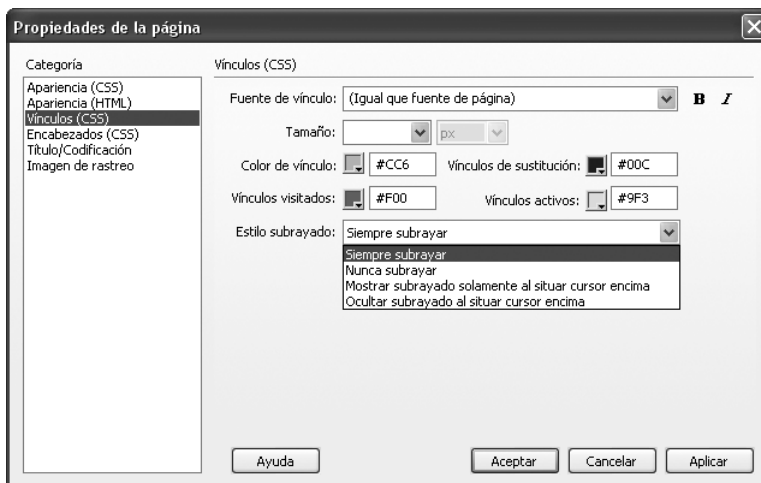 Propiedades de la página
Categoría
Apariencia (CSS)
Apariencia (HTML)
Vínculos (CSS)
Encabezados (CSS)
Título/Codificación
Imagen de rastreo
Vínculos (CSS)
Fuente de vínculo: (Igual que fuente de página) B I
Tamaño: px
Color de vínculo: #CC6 Vínculos de sustitución: #00C
Vínculos visitados: #F00 Vínculos activos: #9F3
Estilo subrayado: Siempre subrayar
Siempre subrayar
Nunca subrayar
Mostrar subrayado solamente al situar cursor encima
Ocultar subrayado al situar cursor encima
Ayuda Aceptar Cancelar Aplicar